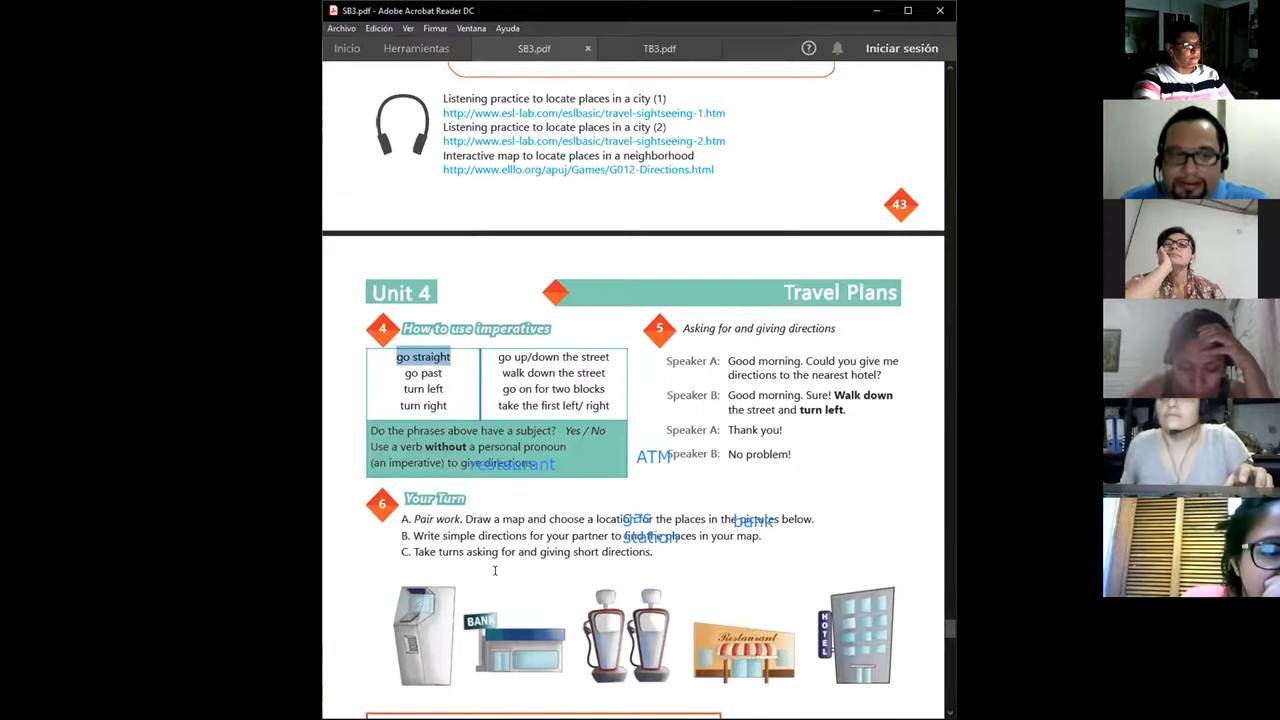 SB3.pdf - Adobe Acrobat Reader DC
Archivo Edición Ver Firmar Ventana Ayuda
Inicio Herramientas SB3.pdf × TB3.pdf ? Iniciar sesión
Listening practice to locate places in a city (1)
http://www.esl-lab.com/eslbasic/travel-sightseeing-1.htm
Listening practice to locate places in a city (2)
http://www.esl-lab.com/eslbasic/travel-sightseeing-2.htm
Interactive map to locate places in a neighborhood
http://www.elllo.org/apuj/Games/G012-Directions.html
43
Unit 4
Travel Plans
4 How to use imperatives
go straight
go past
turn left
turn right
go up/down the street
walk down the street
go on for two blocks
take the first left/ right
Do the phrases above have a subject? Yes / No
Use a verb without a personal pronoun
(an imperative) to give directions.
restaurant
5 Asking for and giving directions
Speaker A: Good morning. Could you give me
directions to the nearest hotel?
Speaker B: Good morning. Sure! Walk down
the street and turn left.
Speaker A: Thank you!
Speaker B: No problem!
ATM
6 Your Turn
A. Pair work. Draw a map and choose a location for the places in the pictures below.
B. Write simple directions for your partner to find the places in your map.
C. Take turns asking for and giving short directions.
gas
station
bank
BANK
Restaurant
HOTEL